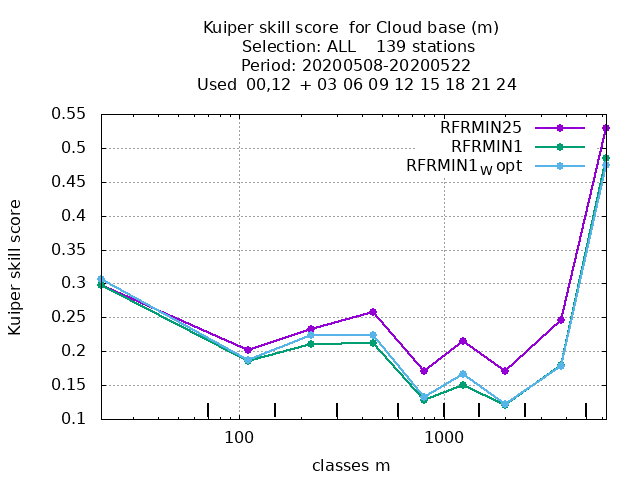 Kuiper skill score  for Cloud base (m)
Selection: ALL    139 stations
Period: 20200508-20200522
Used  00,12  + 03 06 09 12 15 18 21 24
RFRMIN25
RFRMIN1
RFRMIN1W opt
0.55
0.5
0.45
0.4
0.35
0.3
0.25
0.2
0.15
0.1
Kuiper skill score
100
1000
classes m